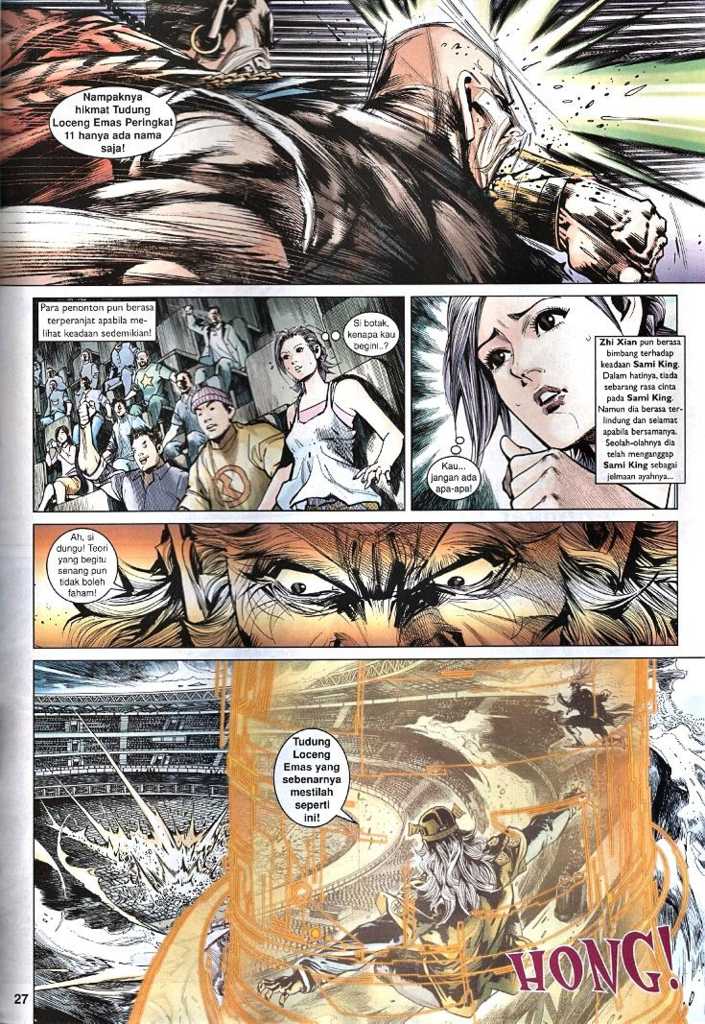 Nampaknya
hikmat Tudung
Loceng Emas Peringkat
11 hanya ada nama
saja!
Para penonton pun berasa
terperanjat apabila me-
lihat keadaan sedemikian!
Si botak,
kenapa kau
begini..?
Kau...
jangan ada
apa-apa!
Zhi Xian pun berasa
bimbang terhadap
keadaan Sami King.
Dalam hatinya, tiada
sebarang rasa cinta
pada Sami King.
Namun dia berasa ter-
lindung dan selamat
apabila bersamanya.
Seolah-olahnya dia
telah menganggap
Sami King sebagai
jelmaan ayahnya...
Ah, si
dungu! Teori
yang begitu
senang pun
tidak boleh
faham!
Tudung
Loceng
Emas yang
sebenarnya
mestilah
seperti
ini!
HONG!
27